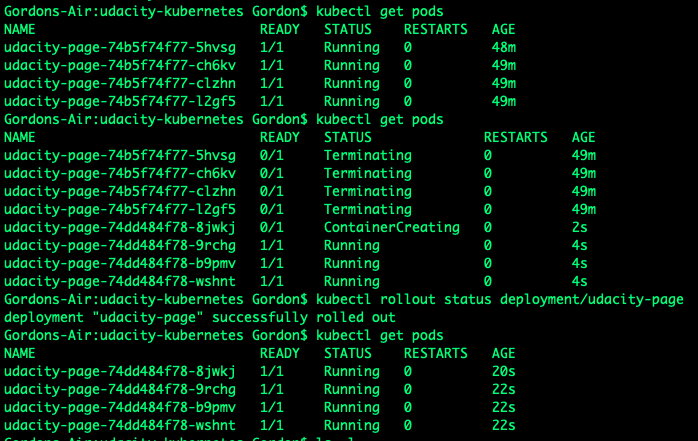 Gordons-Air:udacity-kubernetes Gordon$ kubectl get pods
NAME READY STATUS RESTARTS AGE
udacity-page-74b5f74f77-5hvsg 1/1 Running 0 48m
udacity-page-74b5f74f77-ch6kv 1/1 Running 0 49m
udacity-page-74b5f74f77-clzhn 1/1 Running 0 49m
udacity-page-74b5f74f77-l2gf5 1/1 Running 0 49m
Gordons-Air:udacity-kubernetes Gordon$ kubectl get pods
NAME READY STATUS RESTARTS AGE
udacity-page-74b5f74f77-5hvsg 0/1 Terminating 0 49m
udacity-page-74b5f74f77-ch6kv 0/1 Terminating 0 49m
udacity-page-74b5f74f77-clzhn 0/1 Terminating 0 49m
udacity-page-74b5f74f77-l2gf5 0/1 Terminating 0 49m
udacity-page-74dd484f78-8jwkj 0/1 ContainerCreating 0 2s
udacity-page-74dd484f78-9rchg 1/1 Running 0 4s
udacity-page-74dd484f78-b9pmv 1/1 Running 0 4s
udacity-page-74dd484f78-wshnt 1/1 Running 0 4s
Gordons-Air:udacity-kubernetes Gordon$ kubectl rollout status deployment/udacity-page
deployment "udacity-page" successfully rolled out
Gordons-Air:udacity-kubernetes Gordon$ kubectl get pods
NAME READY STATUS RESTARTS AGE
udacity-page-74dd484f78-8jwkj 1/1 Running 0 20s
udacity-page-74dd484f78-9rchg 1/1 Running 0 22s
udacity-page-74dd484f78-b9pmv 1/1 Running 0 22s
udacity-page-74dd484f78-wshnt 1/1 Running 0 22s
Gordons-Air:udacity-kubernetes Gordon$